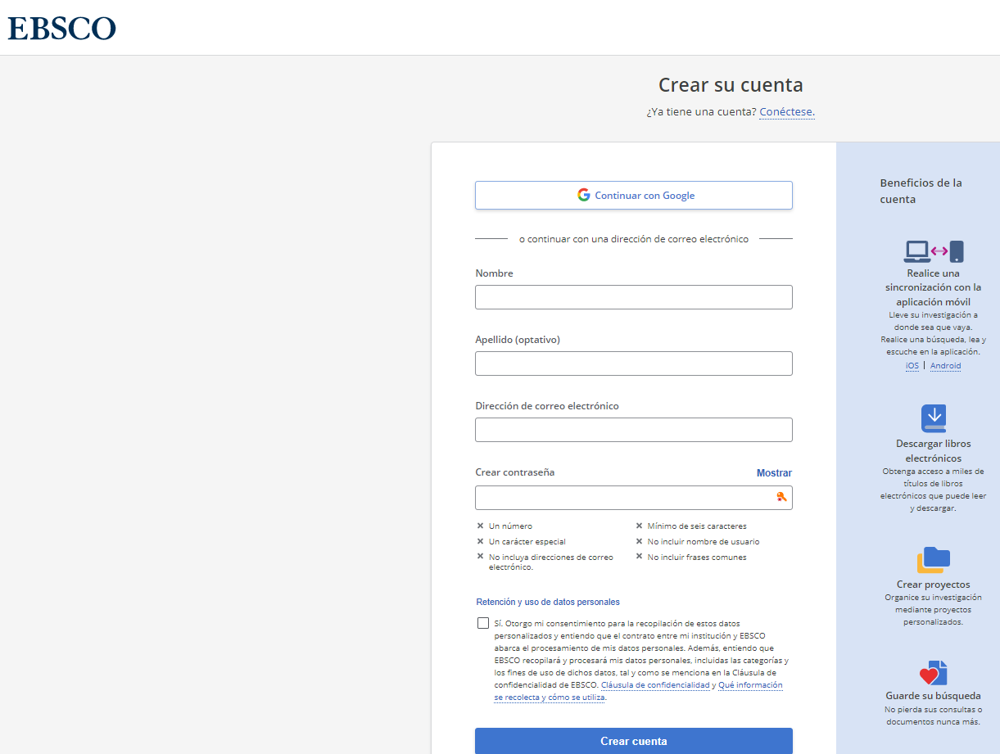 EBSCO
Crear su cuenta
¿Ya tiene una cuenta? Conéctese.
Continuar con Google
o continuar con una dirección de correo electrónico
Nombre
Apellido (optativo)
Dirección de correo electrónico
Crear contraseña
Mostrar
Un número
Un carácter especial
No incluya direcciones de correo
electrónico.
Mínimo de seis caracteres
No incluir nombre de usuario
No incluir frases comunes
Retención y uso de datos personales
Sí. Otorgo mi consentimiento para la recopilación de estos datos
personalizados y entiendo que el contrato entre mi institución y EBSCO
abarca el procesamiento de mis datos personales. Además, entiendo que
EBSCO recopilará y procesará mis datos personales, incluidas las categorías y
los fines de uso de dichos datos, tal y como se menciona en la Cláusula de
confidencialidad de EBSCO. Cláusula de confidencialidad y Qué información
se recolecta y cómo se utiliza.
Crear cuenta
Beneficios de la
cuenta
Realice una
sincronización con la
aplicación móvil
Lleve su investigación a
donde sea que vaya.
Realice una búsqueda, lea y
escuche en la aplicación.
iOS | Android
Descargar libros
electrónicos
Obtenga acceso a miles de
títulos de libros
electrónicos que puede leer
y descargar.
Crear proyectos
Organice su investigación
mediante proyectos
personalizados.
Guarde su búsqueda
No pierda sus consultas o
documentos nunca más.